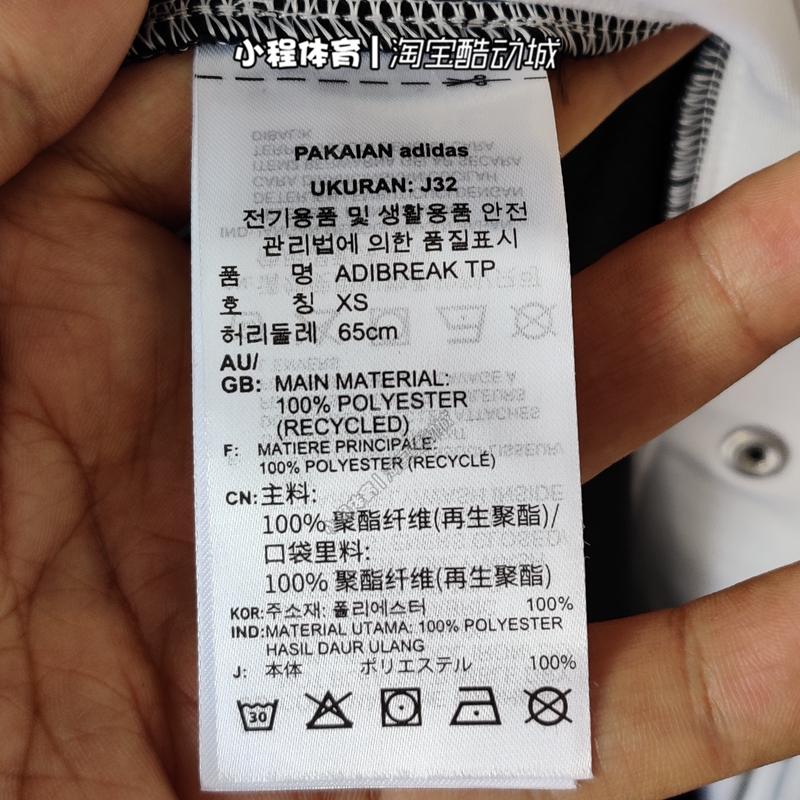 小程体育|淘宝酷动城
PAKAIAN adidas
UKURAN: J32
전기용품 및 생활용품 안전
관리법에 의한 품질표시
품 명 ADIBREAK TP
호 칭 XS
허리둘레 65cm
AU/
GB: MAIN MATERIAL:
100% POLYESTER
(RECYCLED)
F: MATIERE PRINCIPALE:
100% POLYESTER (RECYCLÉ)
CN: 主料:
100% 聚酯纤维(再生聚酯)/
口袋里料:
100% 聚酯纤维(再生聚酯)
KOR: 주소재: 폴리에스터 100%
IND: MATERIAL UTAMA: 100% POLYESTER
HASIL DAUR ULANG
J: 本体 ポリエステル 100%
30